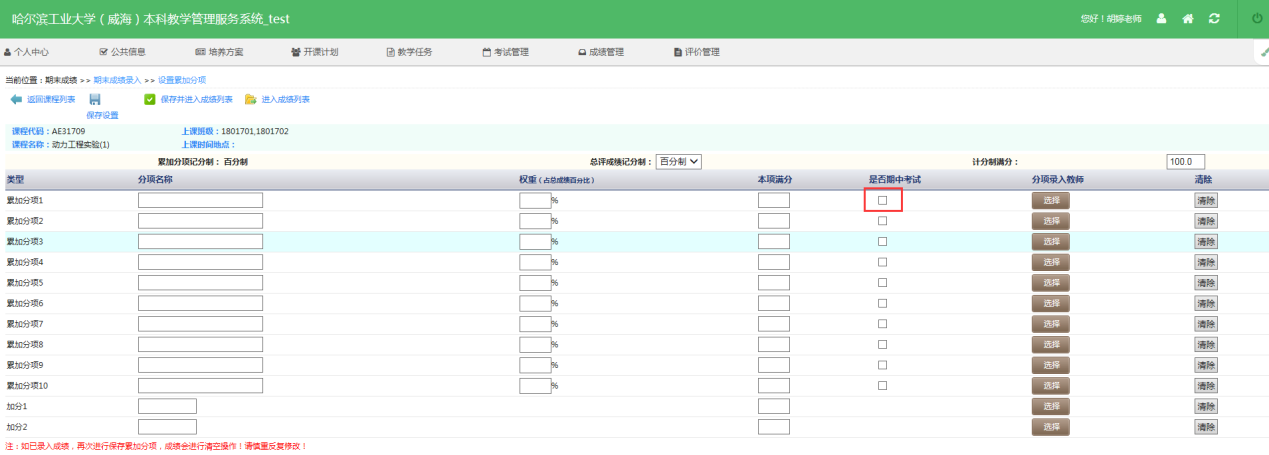 哈尔滨工业大学（威海）本科教学管理服务系统_test 您好！胡婷老师
个人中心 公共信息 培养方案 开课计划 教学任务 考试管理 成绩管理 评价管理
当前位置：期末成绩 >> 期末成绩录入 >> 设置累加分项
返回课程列表 保存设置 保存并进入成绩列表 进入成绩列表
课程代码：AE31709 上课班级：1801701,1801702
课程名称：动力工程实验(1) 上课时间地点：
累加分项记分制：百分制 总评成绩记分制：百分制 计分制满分：100.0
类型 分项名称 权重（占总成绩百分比） 本项满分 是否期中考试 分项录入教师 清除
累加分项1 % 选择 清除
累加分项2 % 选择 清除
累加分项3 % 选择 清除
累加分项4 % 选择 清除
累加分项5 % 选择 清除
累加分项6 % 选择 清除
累加分项7 % 选择 清除
累加分项8 % 选择 清除
累加分项9 % 选择 清除
累加分项10 % 选择 清除
加分1 选择 清除
加分2 选择 清除
注：如已录入成绩，再次进行保存累加分项，成绩会进行清空操作！请慎重反复修改！